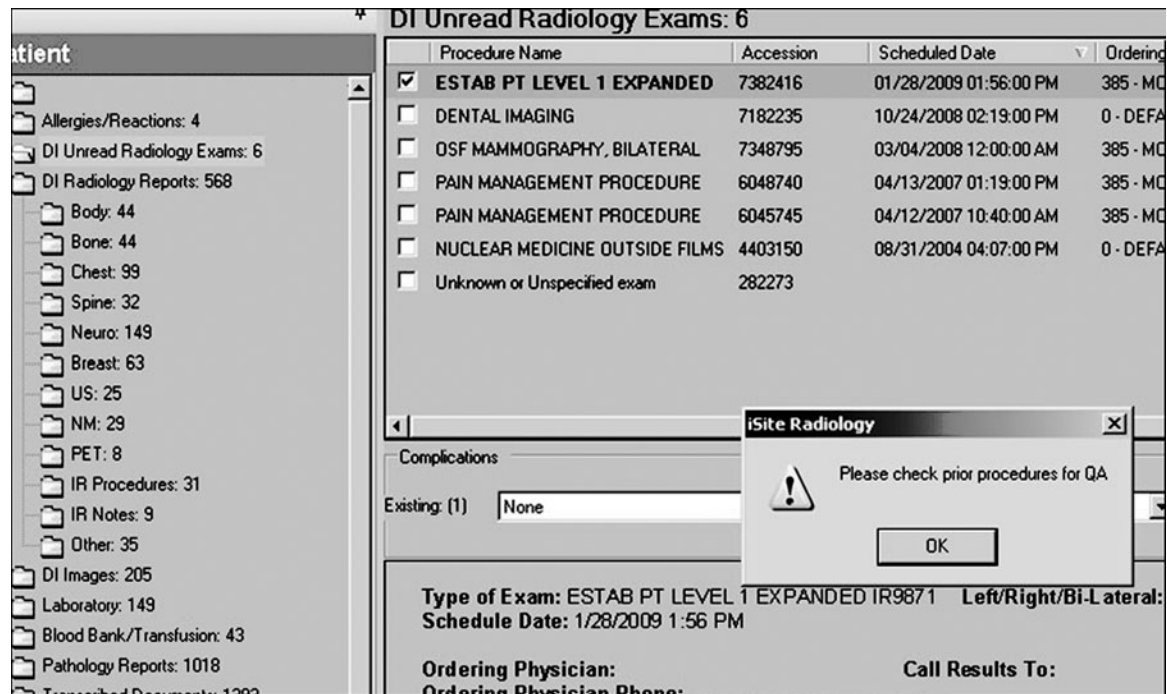 DI Unread Radiology Exams: 6
atient
Procedure Name Accession Scheduled Date Ordering
ESTAB PT LEVEL 1 EXPANDED 7382416 01/28/2009 01:56:00 PM 385 - MC
DENTAL IMAGING 7182235 10/24/2008 02:19:00 PM 0 - DEFA
OSF MAMMOGRAPHY, BILATERAL 7348795 03/04/2008 12:00:00 AM 385 - MC
PAIN MANAGEMENT PROCEDURE 6048740 04/13/2007 01:19:00 PM 385 - MC
PAIN MANAGEMENT PROCEDURE 6045745 04/12/2007 10:40:00 AM 385 - MC
NUCLEAR MEDICINE OUTSIDE FILMS 4403150 08/31/2004 04:07:00 PM 0 - DEFA
Unknown or Unspecified exam 282273
Allergies/Reactions: 4
DI Unread Radiology Exams: 6
DI Radiology Reports: 568
Body: 44
Bone: 44
Chest: 99
Spine: 32
Neuro: 149
Breast: 63
US: 25
NM: 29
PET: 8
IR Procedures: 31
IR Notes: 9
Other: 35
DI Images: 205
Laboratory: 149
Blood Bank/Transfusion: 43
Pathology Reports: 1018
Transcribed Documents: 1292
iSite Radiology
Please check prior procedures for QA
OK
Complications
Existing: (1) None
Type of Exam: ESTAB PT LEVEL 1 EXPANDED IR9871 Left/Right/Bi-Lateral:
Schedule Date: 1/28/2009 1:56 PM
Ordering Physician: Call Results To:
Ordering Physician Phone: